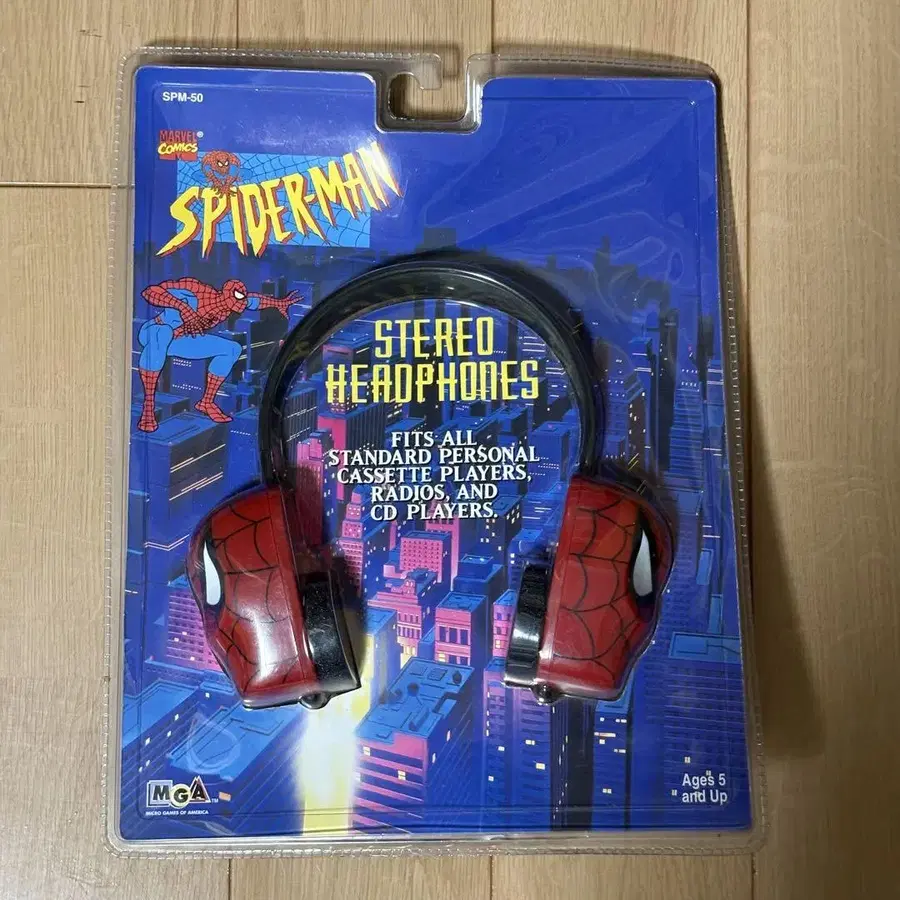 SPM-50
MARVEL®
COMICS
SPIDER-MAN
STEREO
HEADPHONES
FITS ALL
STANDARD PERSONAL
CASSETTE PLAYERS,
RADIOS, AND
CD PLAYERS.
MGA™
MICRO GAMES OF AMERICA
Ages 5
and Up